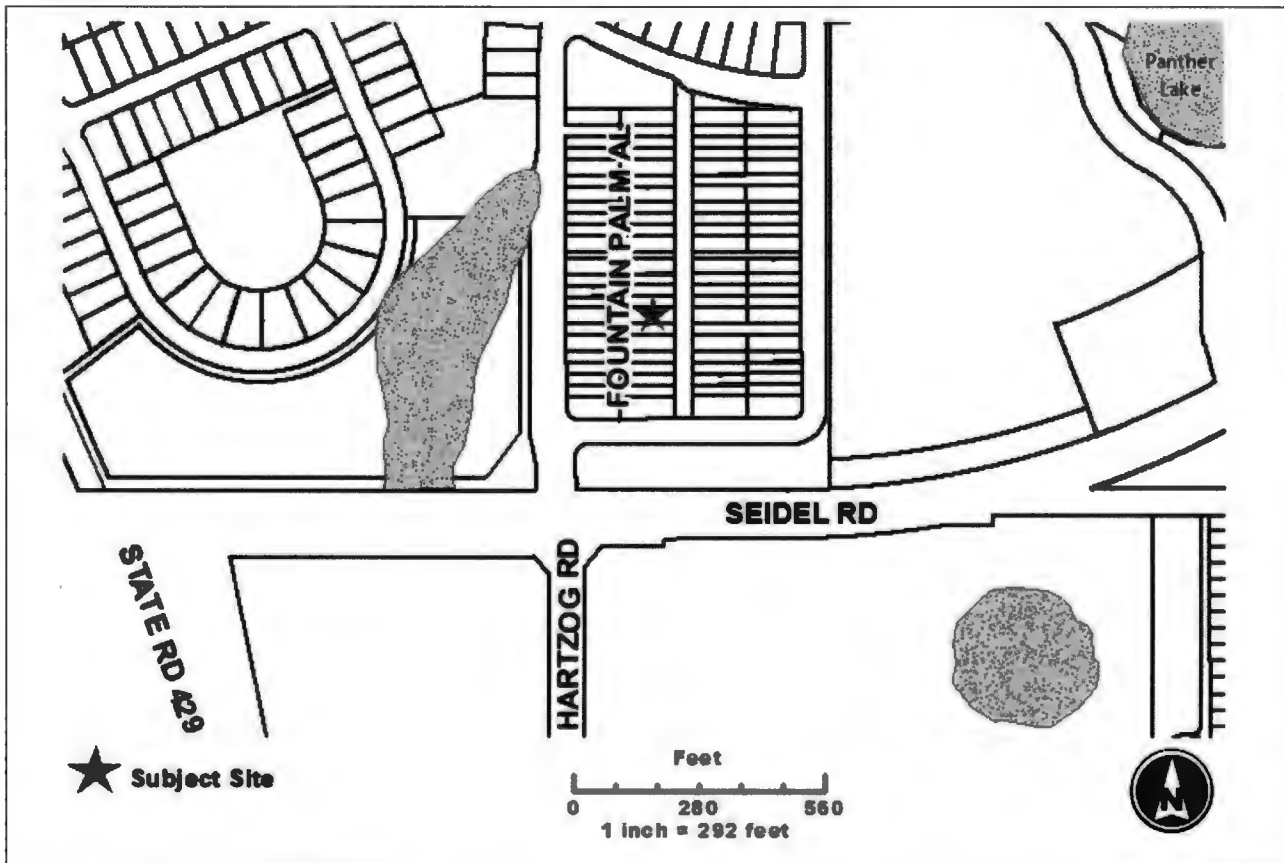 Panther
Lake
FOUNTAIN PALM AL
SEIDEL RD
STATE RD 429
HARTZOG RD
Subject Site
Feet
0 280 560
1 inch = 292 feet
N